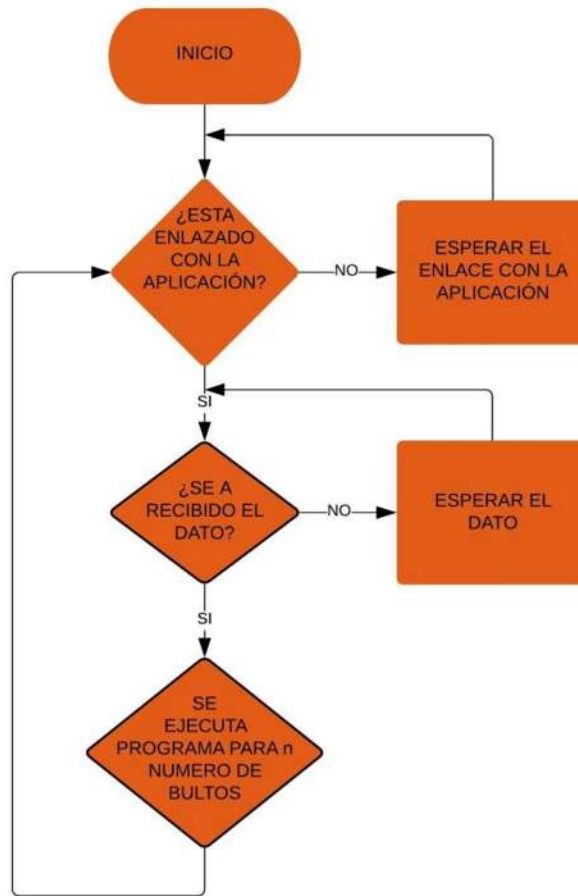 INICIO
¿ESTA
ENLAZADO
CON LA
APLICACIÓN?
NO
ESPERAR EL
ENLACE CON LA
APLICACIÓN
SI
¿SE A
RECIBIDO EL
DATO?
NO
ESPERAR EL
DATO
SI
SE
EJECUTA
PROGRAMA PARA n
NUMERO DE
BULTOS